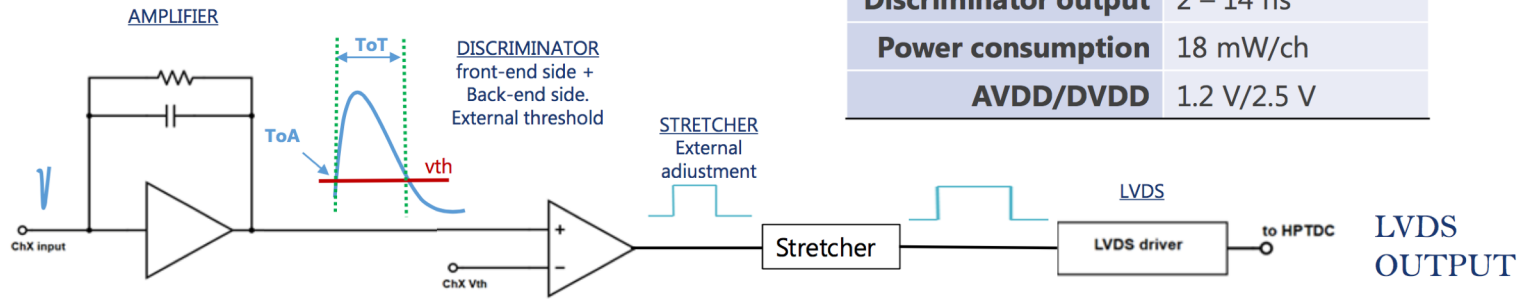 AMPLIFIER
ToT
DISCRIMINATOR
front-end side +
Back-end side.
External threshold
ToA
vth
ChX input
+
−
ChX Vth
STRETCHER
External
adiustment
Stretcher
LVDS
LVDS driver
to HPTDC
LVDS
OUTPUT
Discriminator output 2 – 14 ns
Power consumption 18 mW/ch
AVDD/DVDD 1.2 V/2.5 V